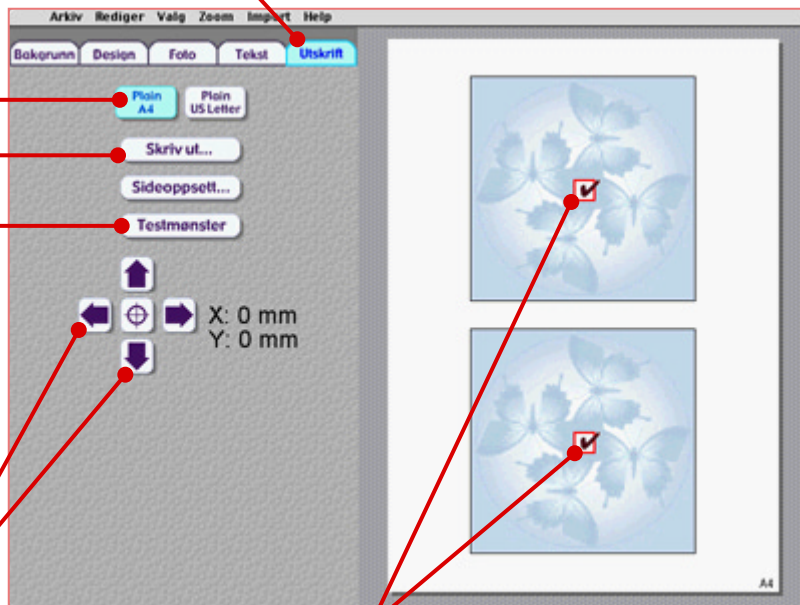 Arkiv Rediger Valg Zoom Import Help
Bakgrunn Design Foto Tekst Utskrift
Plain
A4
Plain
US Letter
Skriv ut...
Sideoppsett...
Testmønster
X: 0 mm
Y: 0 mm
A4